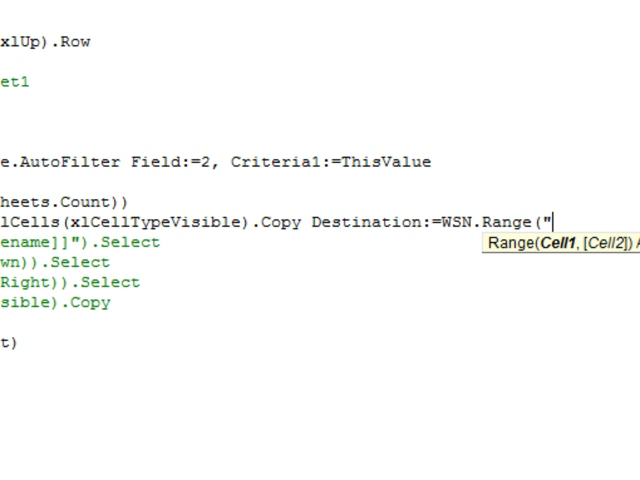 xlUp).Row
et1
e.AutoFilter Field:=2, Criteria1:=ThisValue
heets.Count))
lCells(xlCellTypeVisible).Copy Destination:=WSN.Range("
Range(Cell1, [Cell2]) A
ename]]").Select
wn)).Select
Right)).Select
sible).Copy
t)